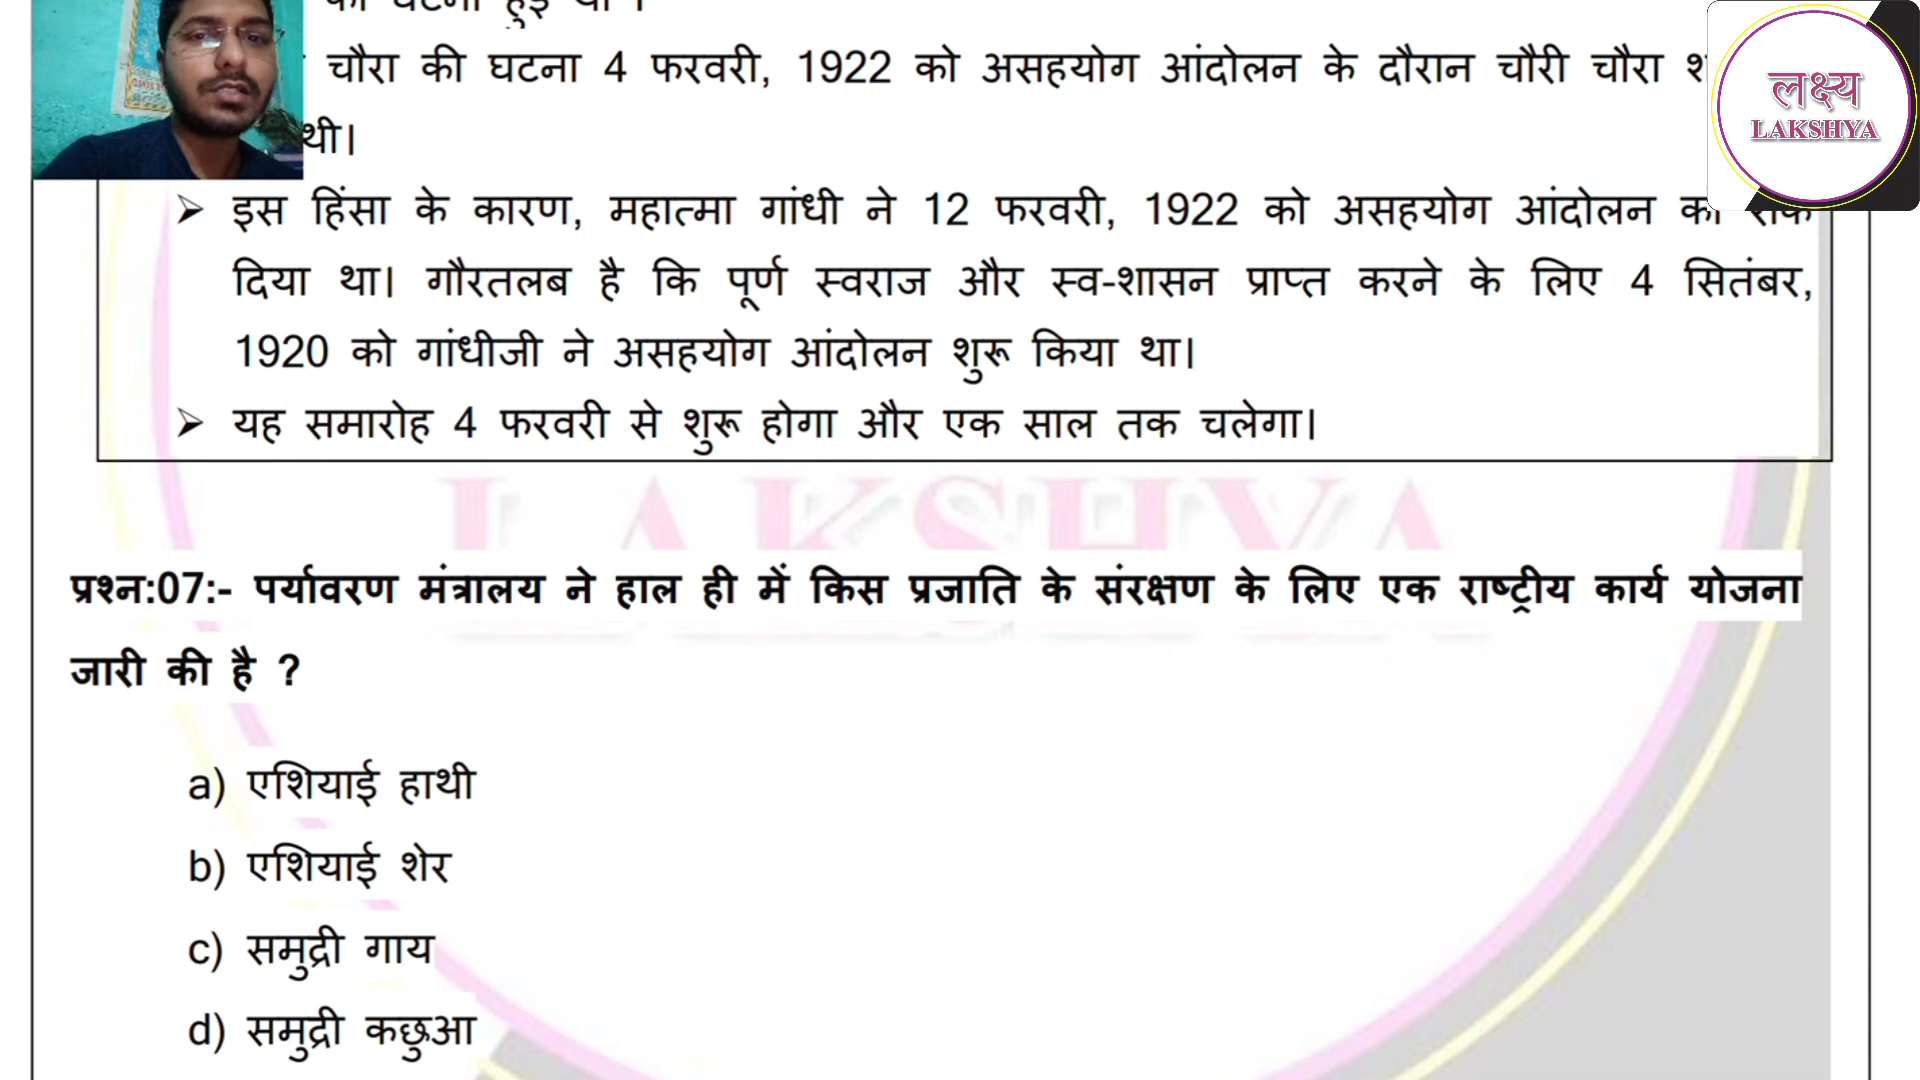 चौरा की घटना 4 फरवरी, 1922 को असहयोग आंदोलन के दौरान चौरी चौरा
थी।
➢ इस हिंसा के कारण, महात्मा गांधी ने 12 फरवरी, 1922 को असहयोग आंदोलन
दिया था। गौरतलब है कि पूर्ण स्वराज और स्व-शासन प्राप्त करने के लिए 4 सितंबर,
1920 को गांधीजी ने असहयोग आंदोलन शुरू किया था।
➢ यह समारोह 4 फरवरी से शुरू होगा और एक साल तक चलेगा।
लक्ष्य
LAKSHYA
LAKSHYA
प्रश्न:07:- पर्यावरण मंत्रालय ने हाल ही में किस प्रजाति के संरक्षण के लिए एक राष्ट्रीय कार्य योजना
जारी की है ?
a) एशियाई हाथी
b) एशियाई शेर
c) समुद्री गाय
d) समुद्री कछुआ